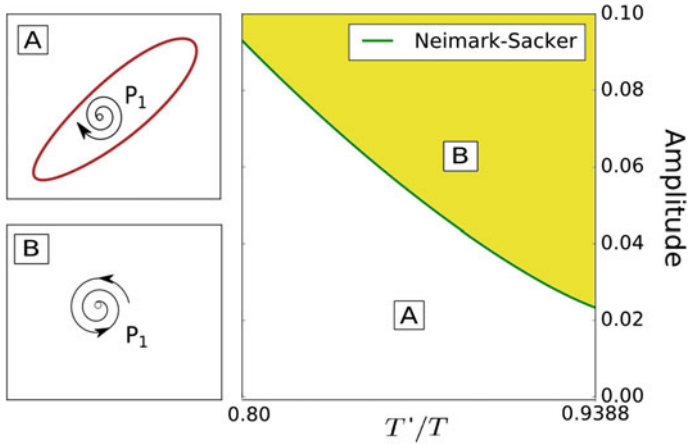 A
P1
B
P1
Neimark-Sacker
B
A
0.10
0.08
0.06
0.04
0.02
0.00
Amplitude
0.80
T'/T
0.9388